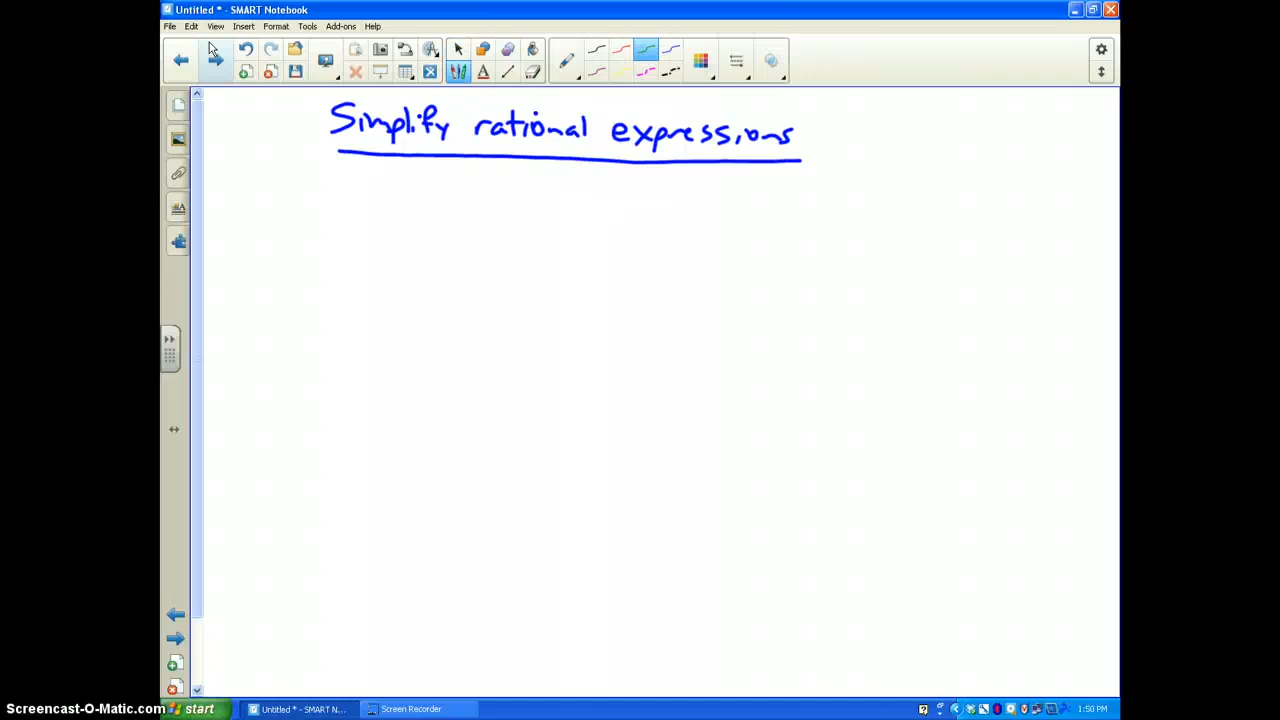 Untitled * - SMART Notebook
File Edit View Insert Format Tools Add-ons Help
Simplify rational expressions
Screencast-O-Matic.com
start
Untitled * - SMART N...
Screen Recorder
1:50 PM